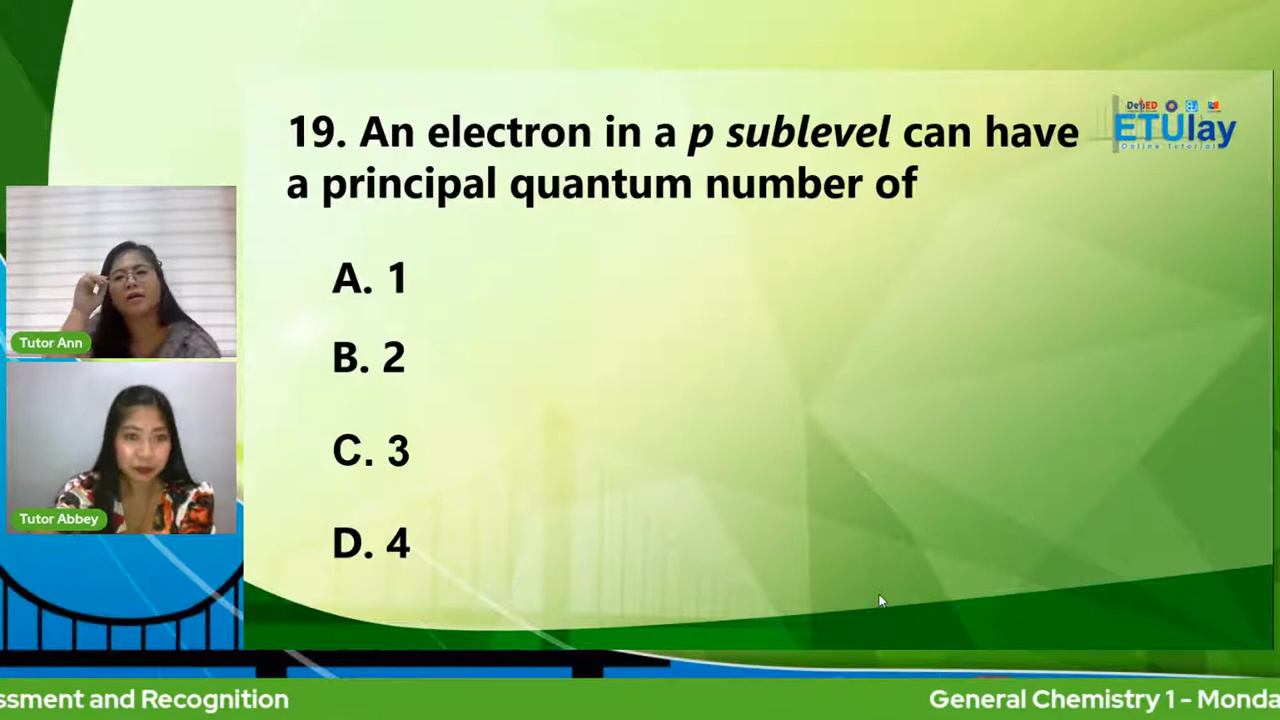 19. An electron in a p sublevel can have
a principal quantum number of
A. 1
B. 2
C. 3
D. 4
DepED
ETUlay
Online Tutorial
Tutor Ann
Tutor Abbey
ssment and Recognition
General Chemistry 1 - Monda